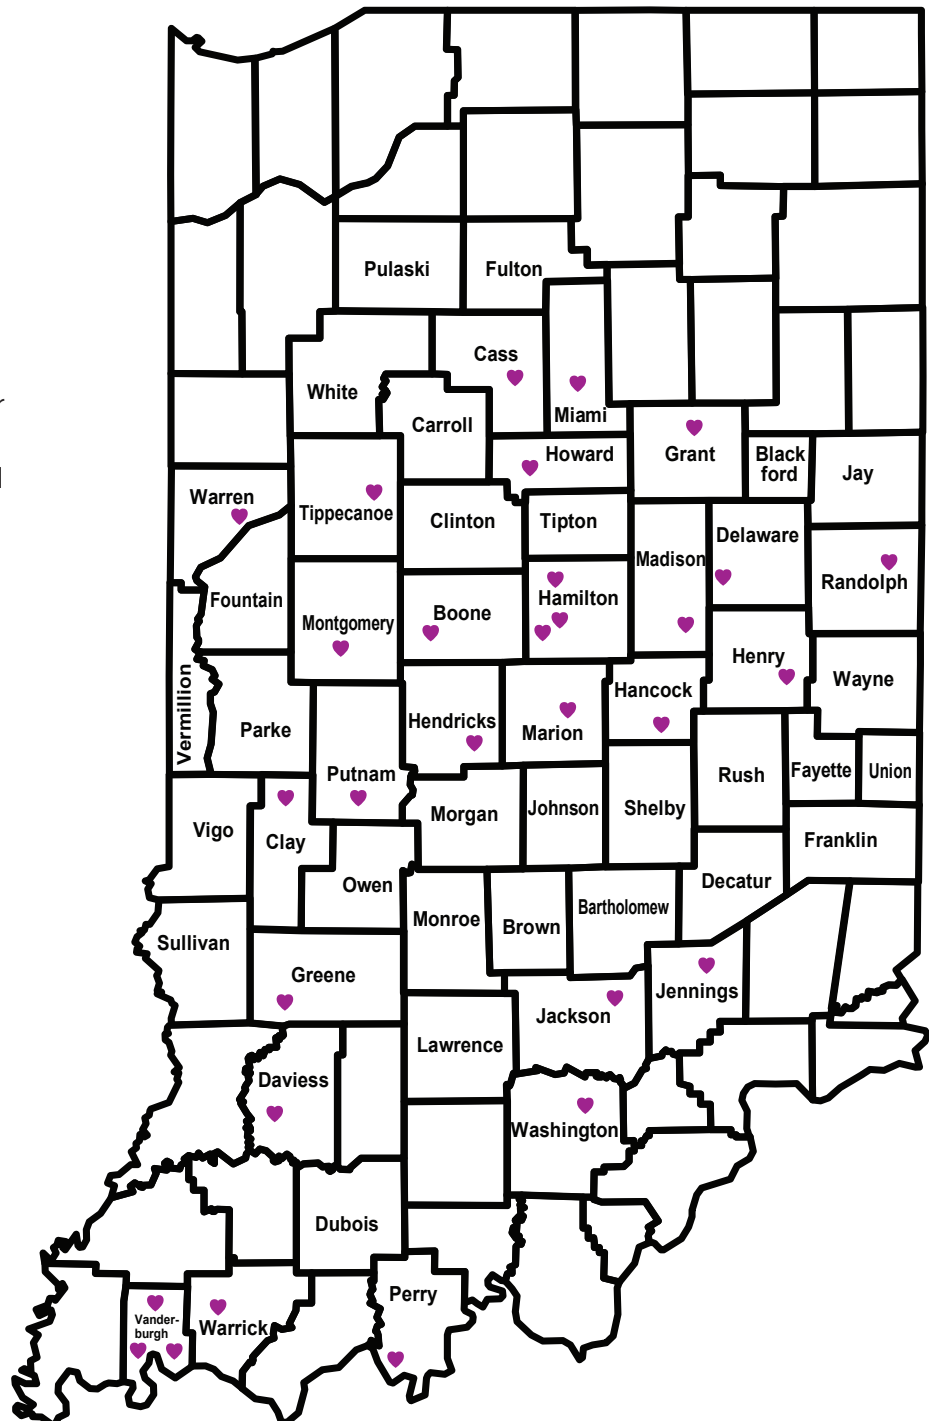 Pulaski
Fulton
Cass
White
Miami
Carroll
Howard
Grant
Black
ford
Jay
Warren
Tippecanoe
Clinton
Tipton
Delaware
Madison
Randolph
Fountain
Hamilton
Montgomery
Boone
Henry
Wayne
Hancock
Vermillion
Parke
Hendricks
Marion
Putnam
Rush
Fayette
Union
Vigo
Clay
Morgan
Johnson
Shelby
Franklin
Owen
Decatur
Monroe
Brown
Bartholomew
Sullivan
Greene
Jackson
Jennings
Lawrence
Daviess
Washington
Dubois
Perry
Vander-
burgh
Warrick